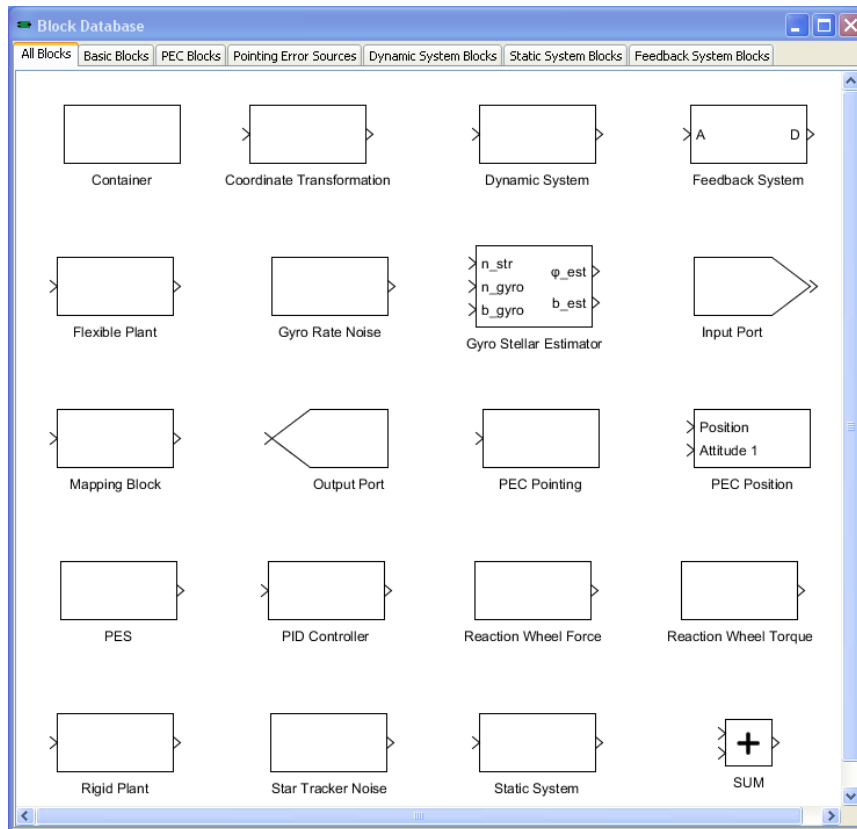 Block Database
All Blocks Basic Blocks PEC Blocks Pointing Error Sources Dynamic System Blocks Static System Blocks Feedback System Blocks
A D
Container Coordinate Transformation Dynamic System Feedback System
n_str φ_est
n_gyro
b_gyro b_est
Flexible Plant Gyro Rate Noise Gyro Stellar Estimator Input Port
Position
Attitude 1
Mapping Block Output Port PEC Pointing PEC Position
PES PID Controller Reaction Wheel Force Reaction Wheel Torque
+
Rigid Plant Star Tracker Noise Static System SUM